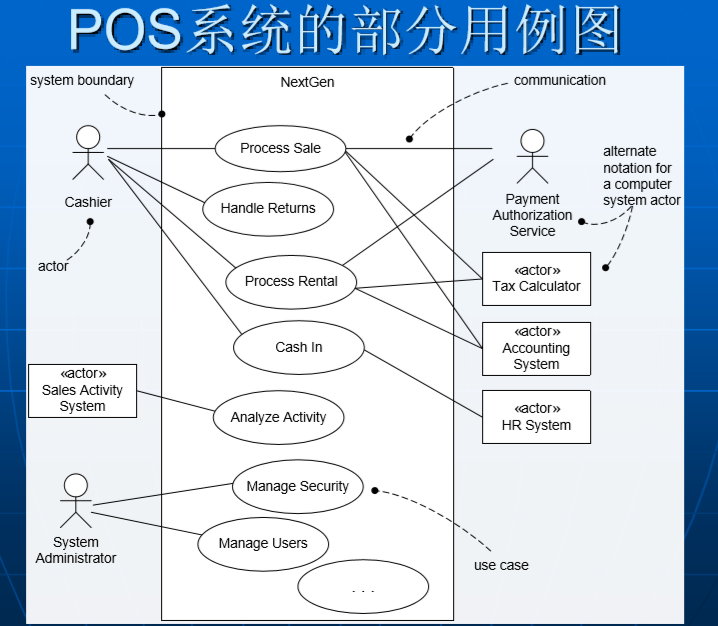 POS系统的部分用例图
system boundary
NextGen
communication
Process Sale
Cashier
Handle Returns
Payment
Authorization
Service
alternate
notation for
a computer
system actor
actor
Process Rental
«actor»
Tax Calculator
Cash In
«actor»
Accounting
System
«actor»
Sales Activity
System
Analyze Activity
«actor»
HR System
Manage Security
System
Administrator
Manage Users
use case
. . .